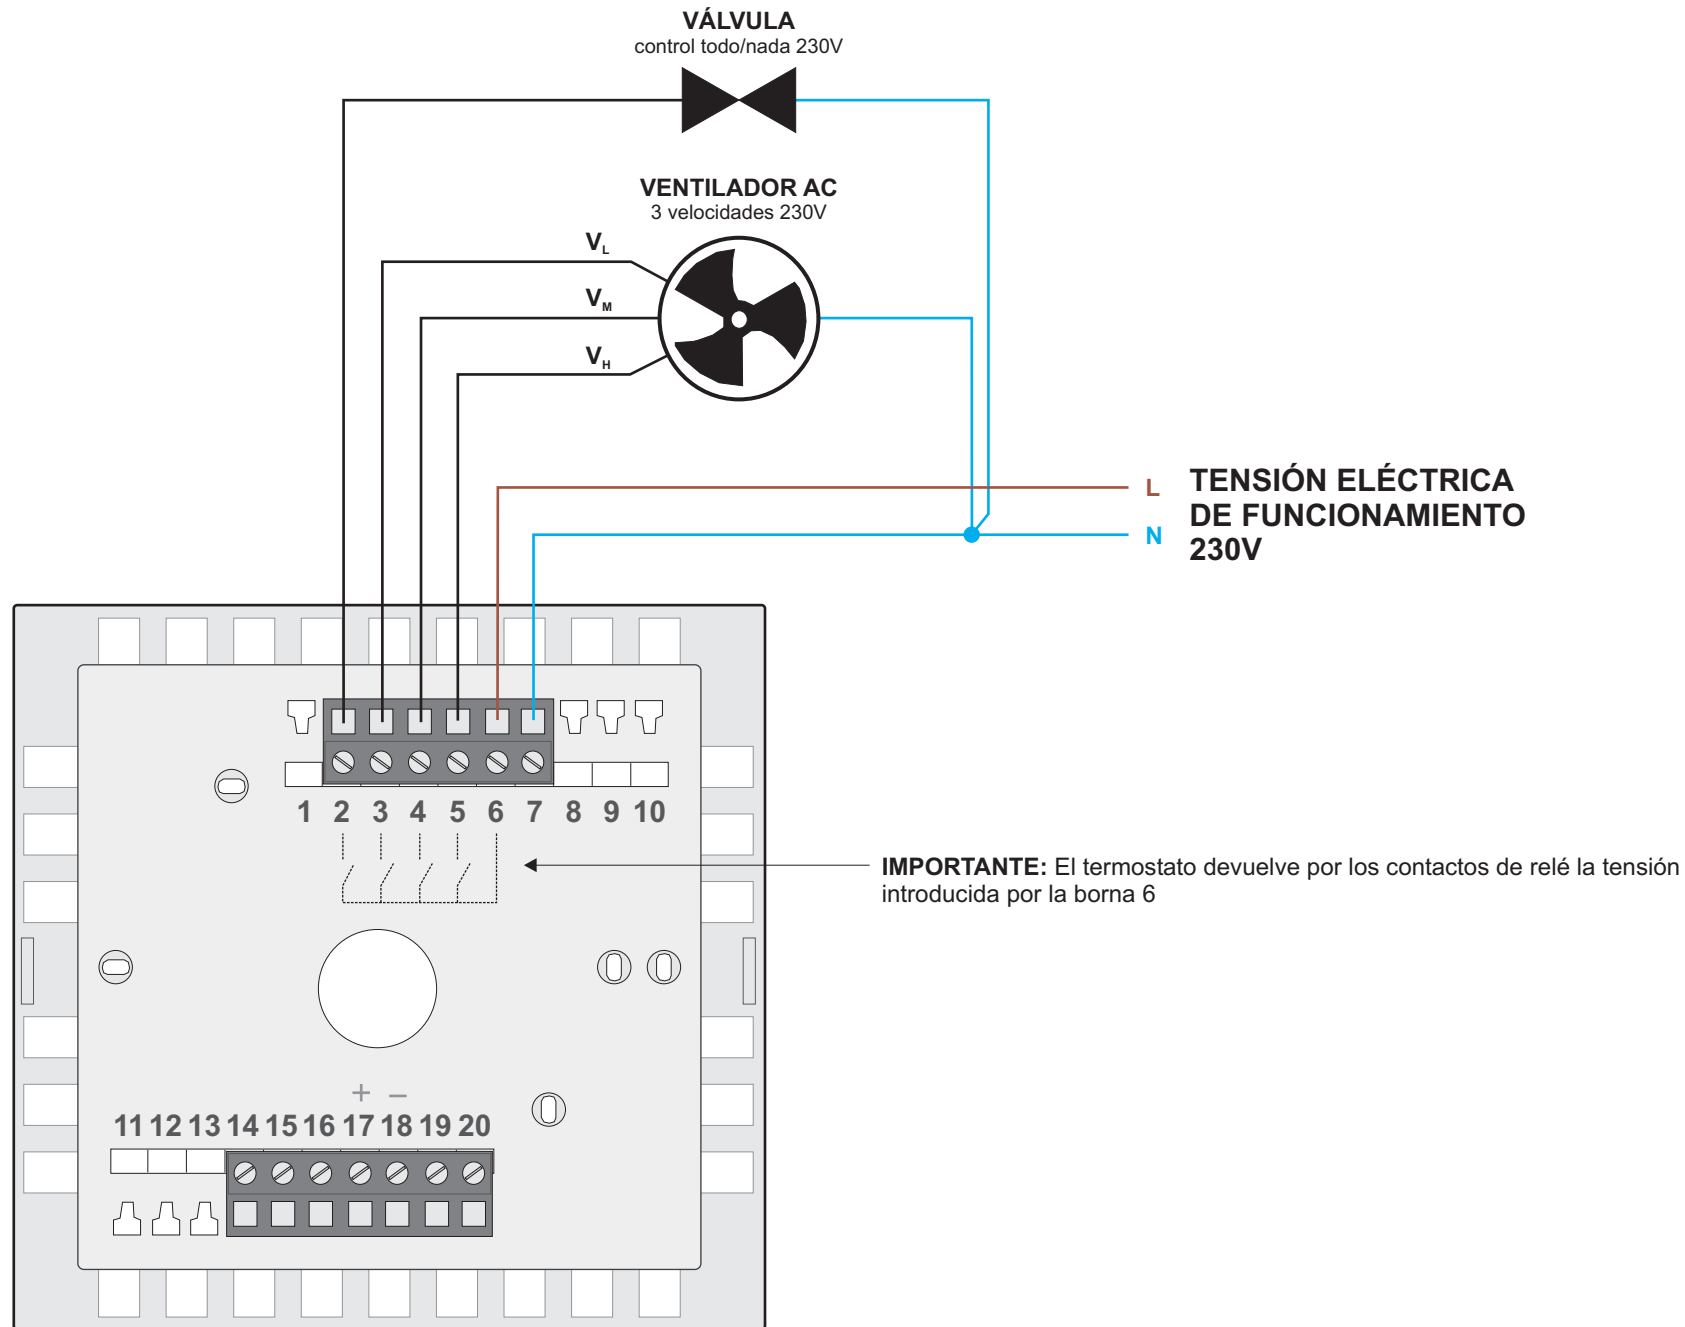 VÁLVULA
control todo/nada 230V
VENTILADOR AC
3 velocidades 230V
VL
VM
VH
L
N
TENSIÓN ELÉCTRICA
DE FUNCIONAMIENTO
230V
1 2 3 4 5 6 7 8 9 10
IMPORTANTE: El termostato devuelve por los contactos de relé la tensión
introducida por la borna 6
+ −
11 12 13 14 15 16 17 18 19 20